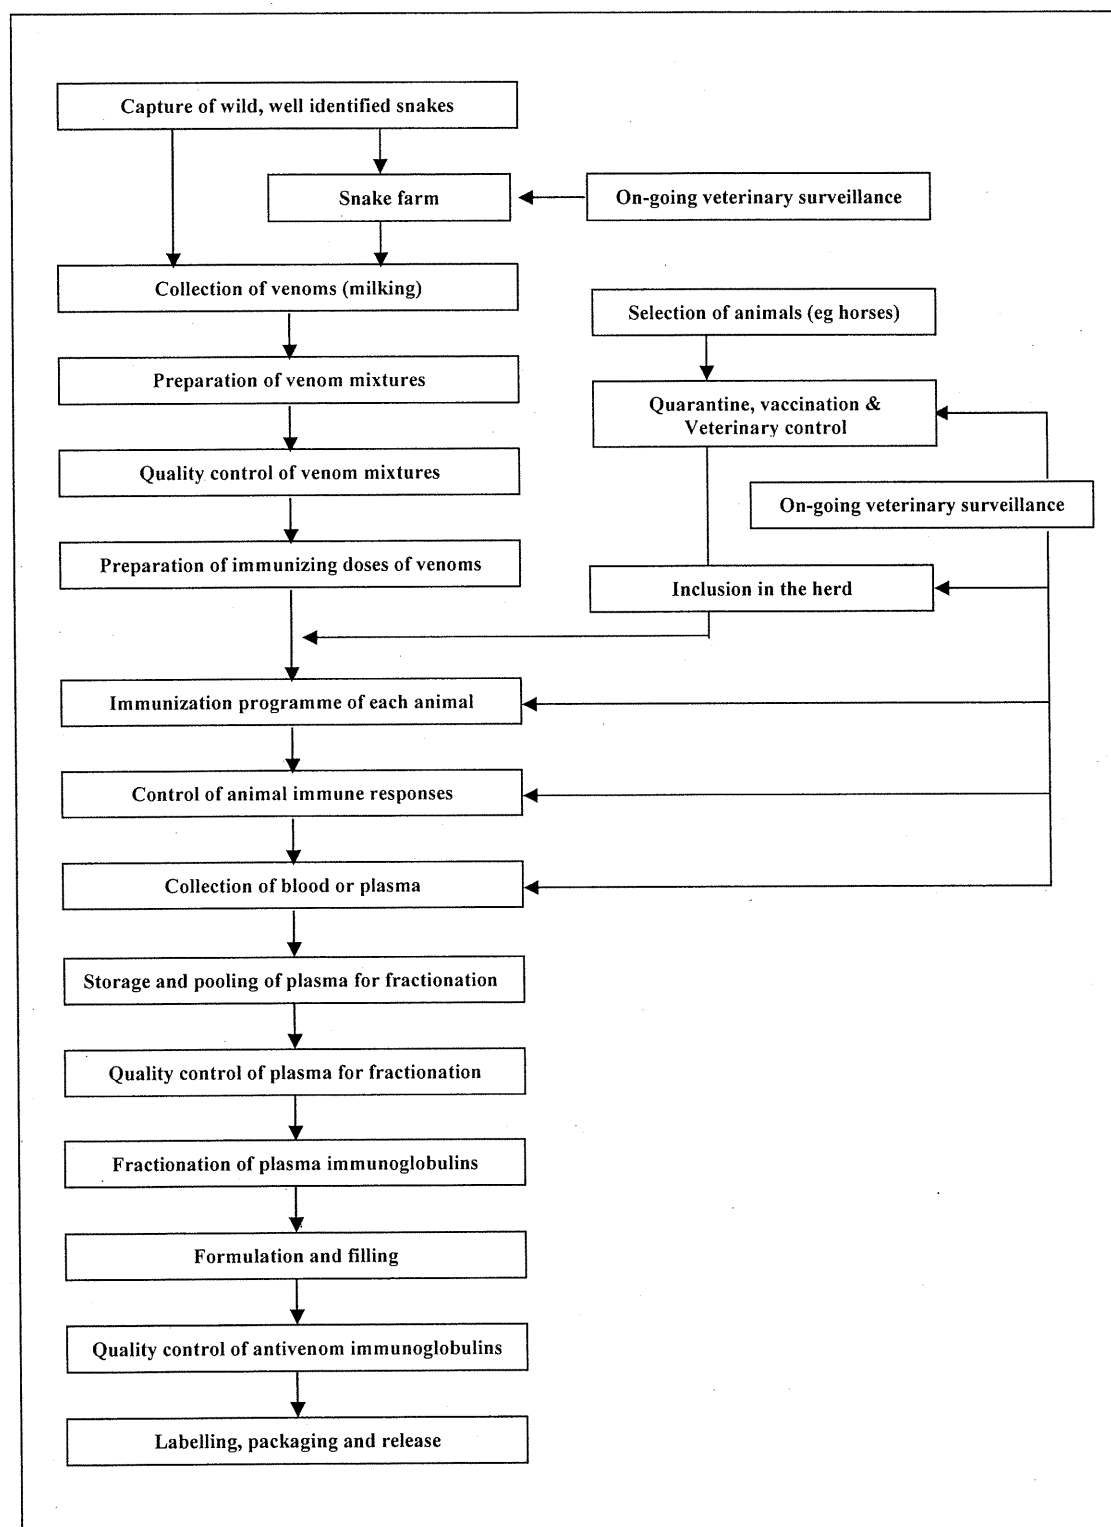 Capture of wild, well identified snakes
Snake farm
On-going veterinary surveillance
Collection of venoms (milking)
Selection of animals (eg horses)
Preparation of venom mixtures
Quarantine, vaccination &
Veterinary control
Quality control of venom mixtures
On-going veterinary surveillance
Preparation of immunizing doses of venoms
Inclusion in the herd
Immunization programme of each animal
Control of animal immune responses
Collection of blood or plasma
Storage and pooling of plasma for fractionation
Quality control of plasma for fractionation
Fractionation of plasma immunoglobulins
Formulation and filling
Quality control of antivenom immunoglobulins
Labelling, packaging and release